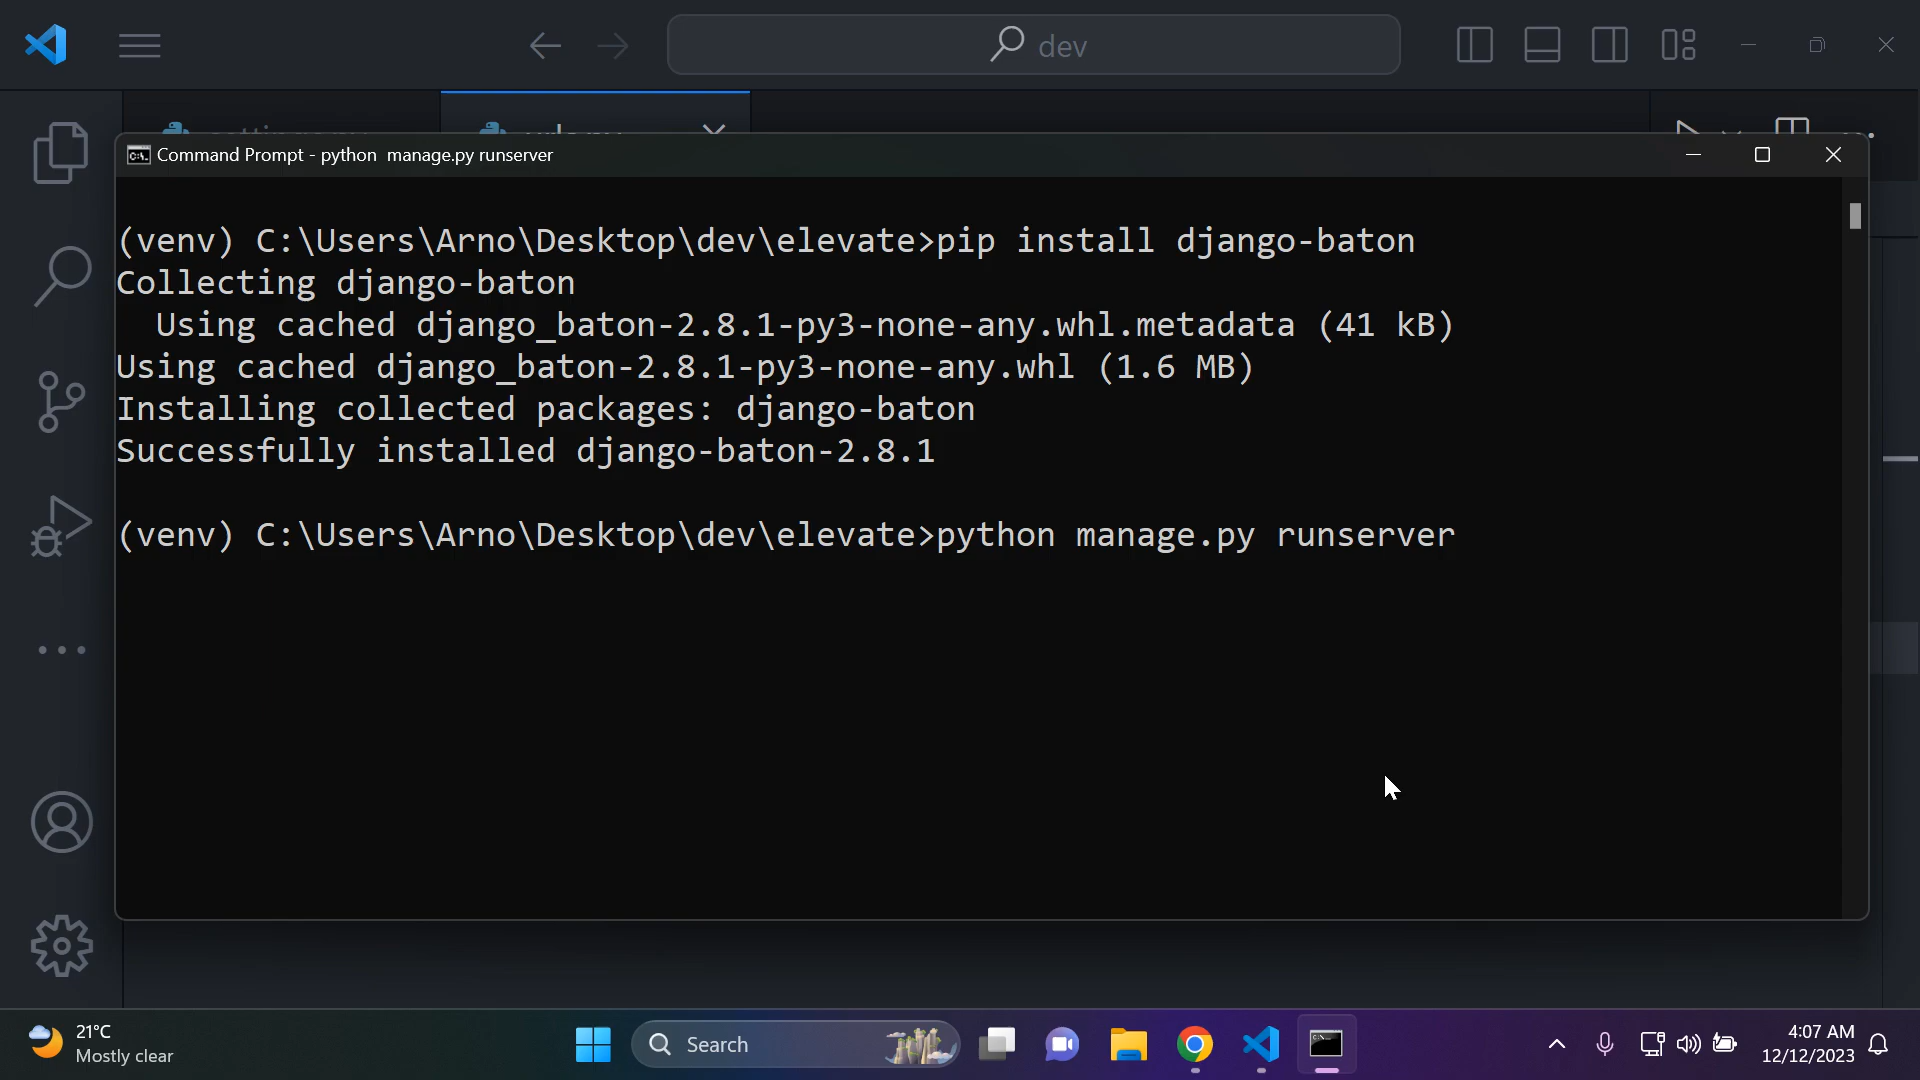 dev
Command Prompt - python  manage.py runserver
(venv) C:\Users\Arno\Desktop\dev\elevate>pip install django-baton
Collecting django-baton
  Using cached django_baton-2.8.1-py3-none-any.whl.metadata (41 kB)
Using cached django_baton-2.8.1-py3-none-any.whl (1.6 MB)
Installing collected packages: django-baton
Successfully installed django-baton-2.8.1
(venv) C:\Users\Arno\Desktop\dev\elevate>python manage.py runserver
21°C
Mostly clear
Search
4:07 AM
12/12/2023